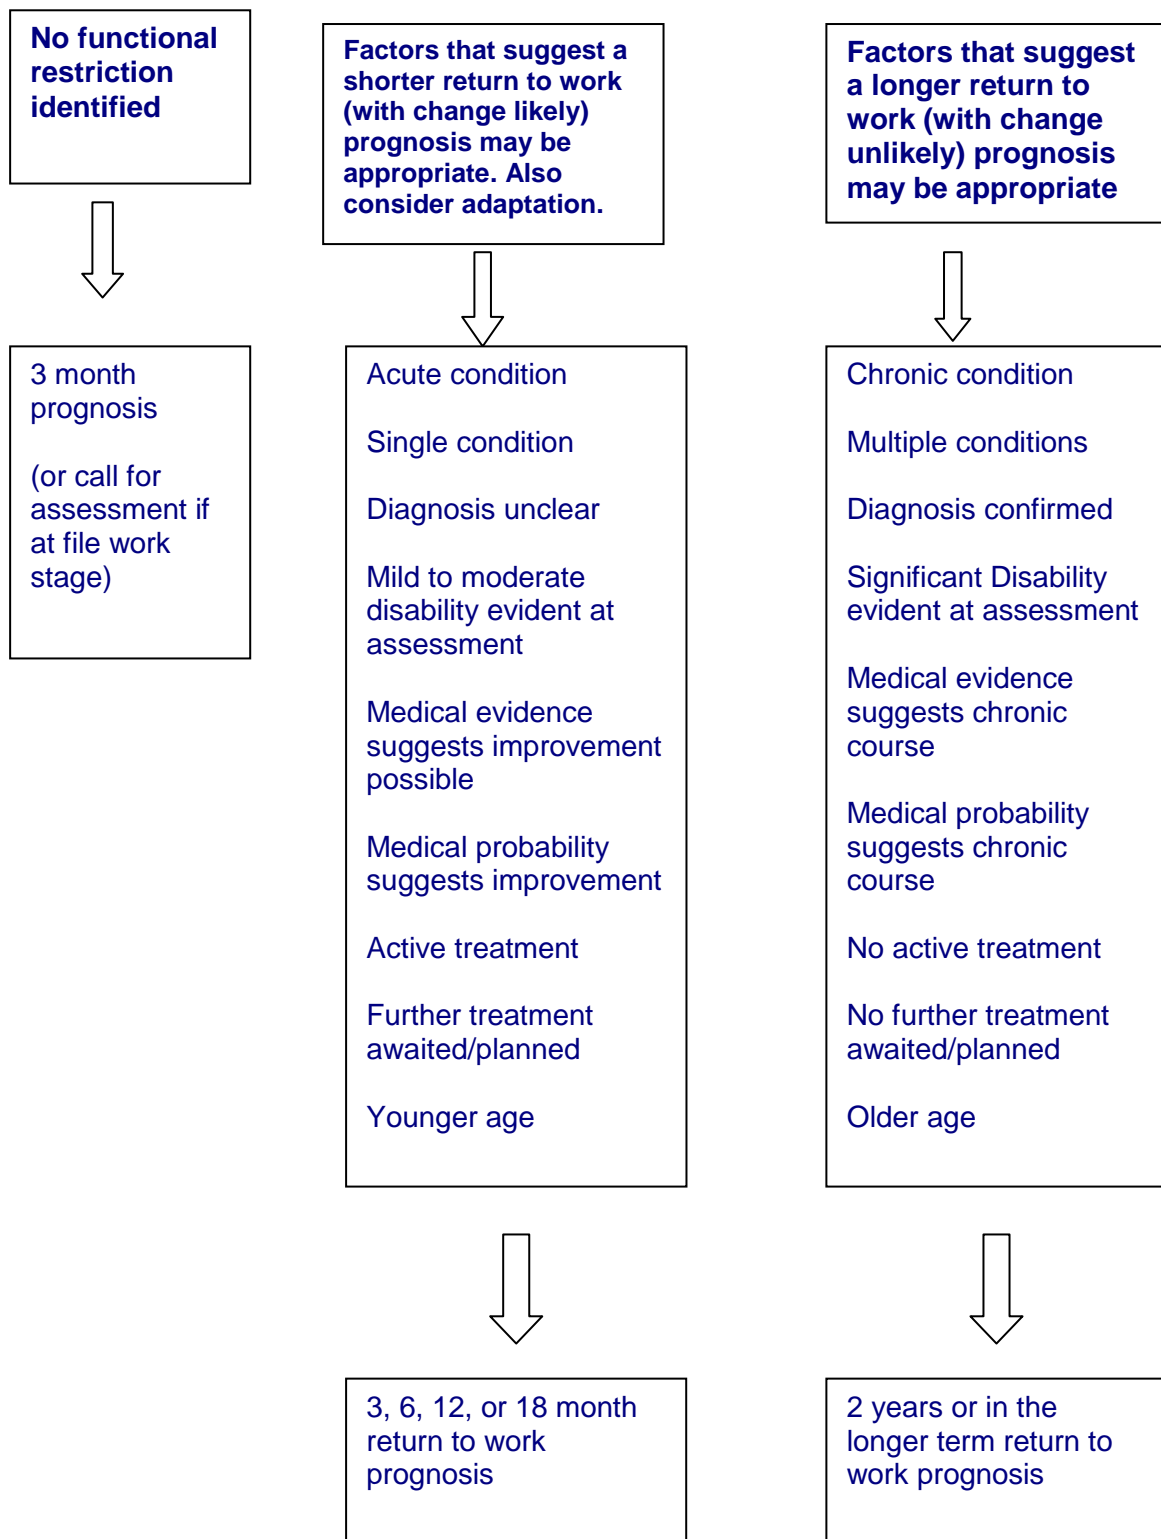 No functional
restriction
identified
Factors that suggest a
shorter return to work
(with change likely)
prognosis may be
appropriate. Also
consider adaptation.
Factors that suggest
a longer return to
work (with change
unlikely) prognosis
may be appropriate
3 month
prognosis
(or call for
assessment if
at file work
stage)
Acute condition
Single condition
Diagnosis unclear
Mild to moderate
disability evident at
assessment
Medical evidence
suggests improvement
possible
Medical probability
suggests improvement
Active treatment
Further treatment
awaited/planned
Younger age
Chronic condition
Multiple conditions
Diagnosis confirmed
Significant Disability
evident at assessment
Medical evidence
suggests chronic
course
Medical probability
suggests chronic
course
No active treatment
No further treatment
awaited/planned
Older age
3, 6, 12, or 18 month
return to work
prognosis
2 years or in the
longer term return to
work prognosis